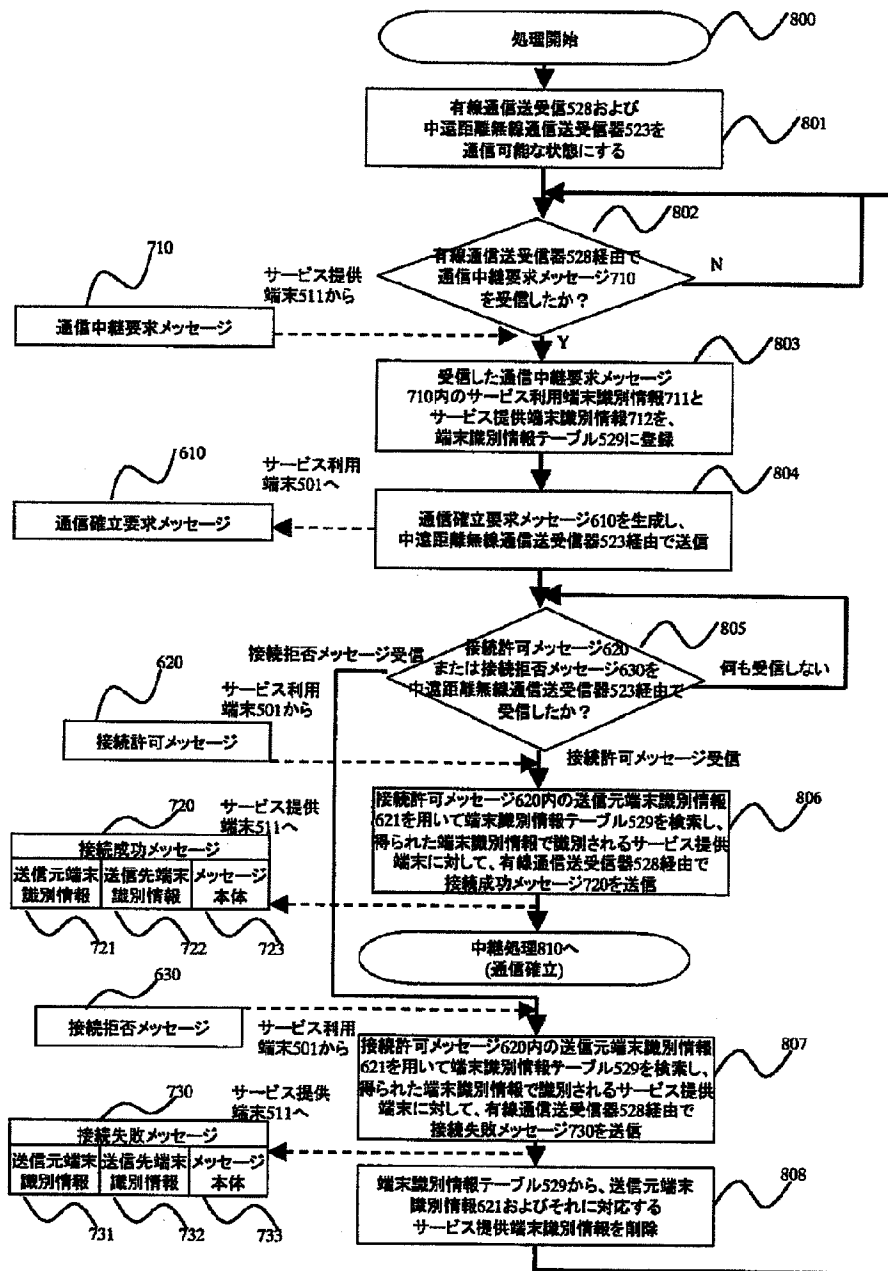 処理開始
800
有線通信送受信528および
中遠距離無線通信送受信器523を
通信可能な状態にする
801
802
有線通信送受信器528経由で
通信中継要求メッセージ710
を受信したか？
N
710
サービス提供
端末511から
通信中継要求メッセージ
Y
803
受信した通信中継要求メッセージ
710内のサービス利用端末識別情報711と
サービス提供端末識別情報712を、
端末識別情報テーブル529に登録
610
サービス利用
端末501へ
804
通信確立要求メッセージ
通信確立要求メッセージ610を生成し、
中遠距離無線通信送受信器523経由で送信
805
接続拒否メッセージ受信
接続許可メッセージ620
または接続拒否メッセージ630を
中遠距離無線通信送受信器523経由で
受信したか？
何も受信しない
620
サービス利用
端末501から
接続許可メッセージ
接続許可メッセージ受信
806
接続許可メッセージ620内の送信元端末識別情報
621を用いて端末識別情報テーブル529を検索し、
得られた端末識別情報で識別されるサービス提供
端末に対して、有線通信送受信器528経由で
接続成功メッセージ720を送信
720
サービス提供
端末511へ
接続成功メッセージ
送信元端末
識別情報
送信先端末
識別情報
メッセージ
本体
721
722
723
中継処理810へ
(通信確立)
630
接続拒否メッセージ
サービス利用
端末501から
807
接続許可メッセージ620内の送信元端末識別情報
621を用いて端末識別情報テーブル529を検索し、
得られた端末識別情報で識別されるサービス提供
端末に対して、有線通信送受信器528経由で
接続失敗メッセージ730を送信
730
サービス提供
端末511へ
接続失敗メッセージ
送信元端末
識別情報
送信先端末
識別情報
メッセージ
本体
731
732
733
808
端末識別情報テーブル529から、送信元端末
識別情報621およびそれに対応する
サービス提供端末識別情報を削除